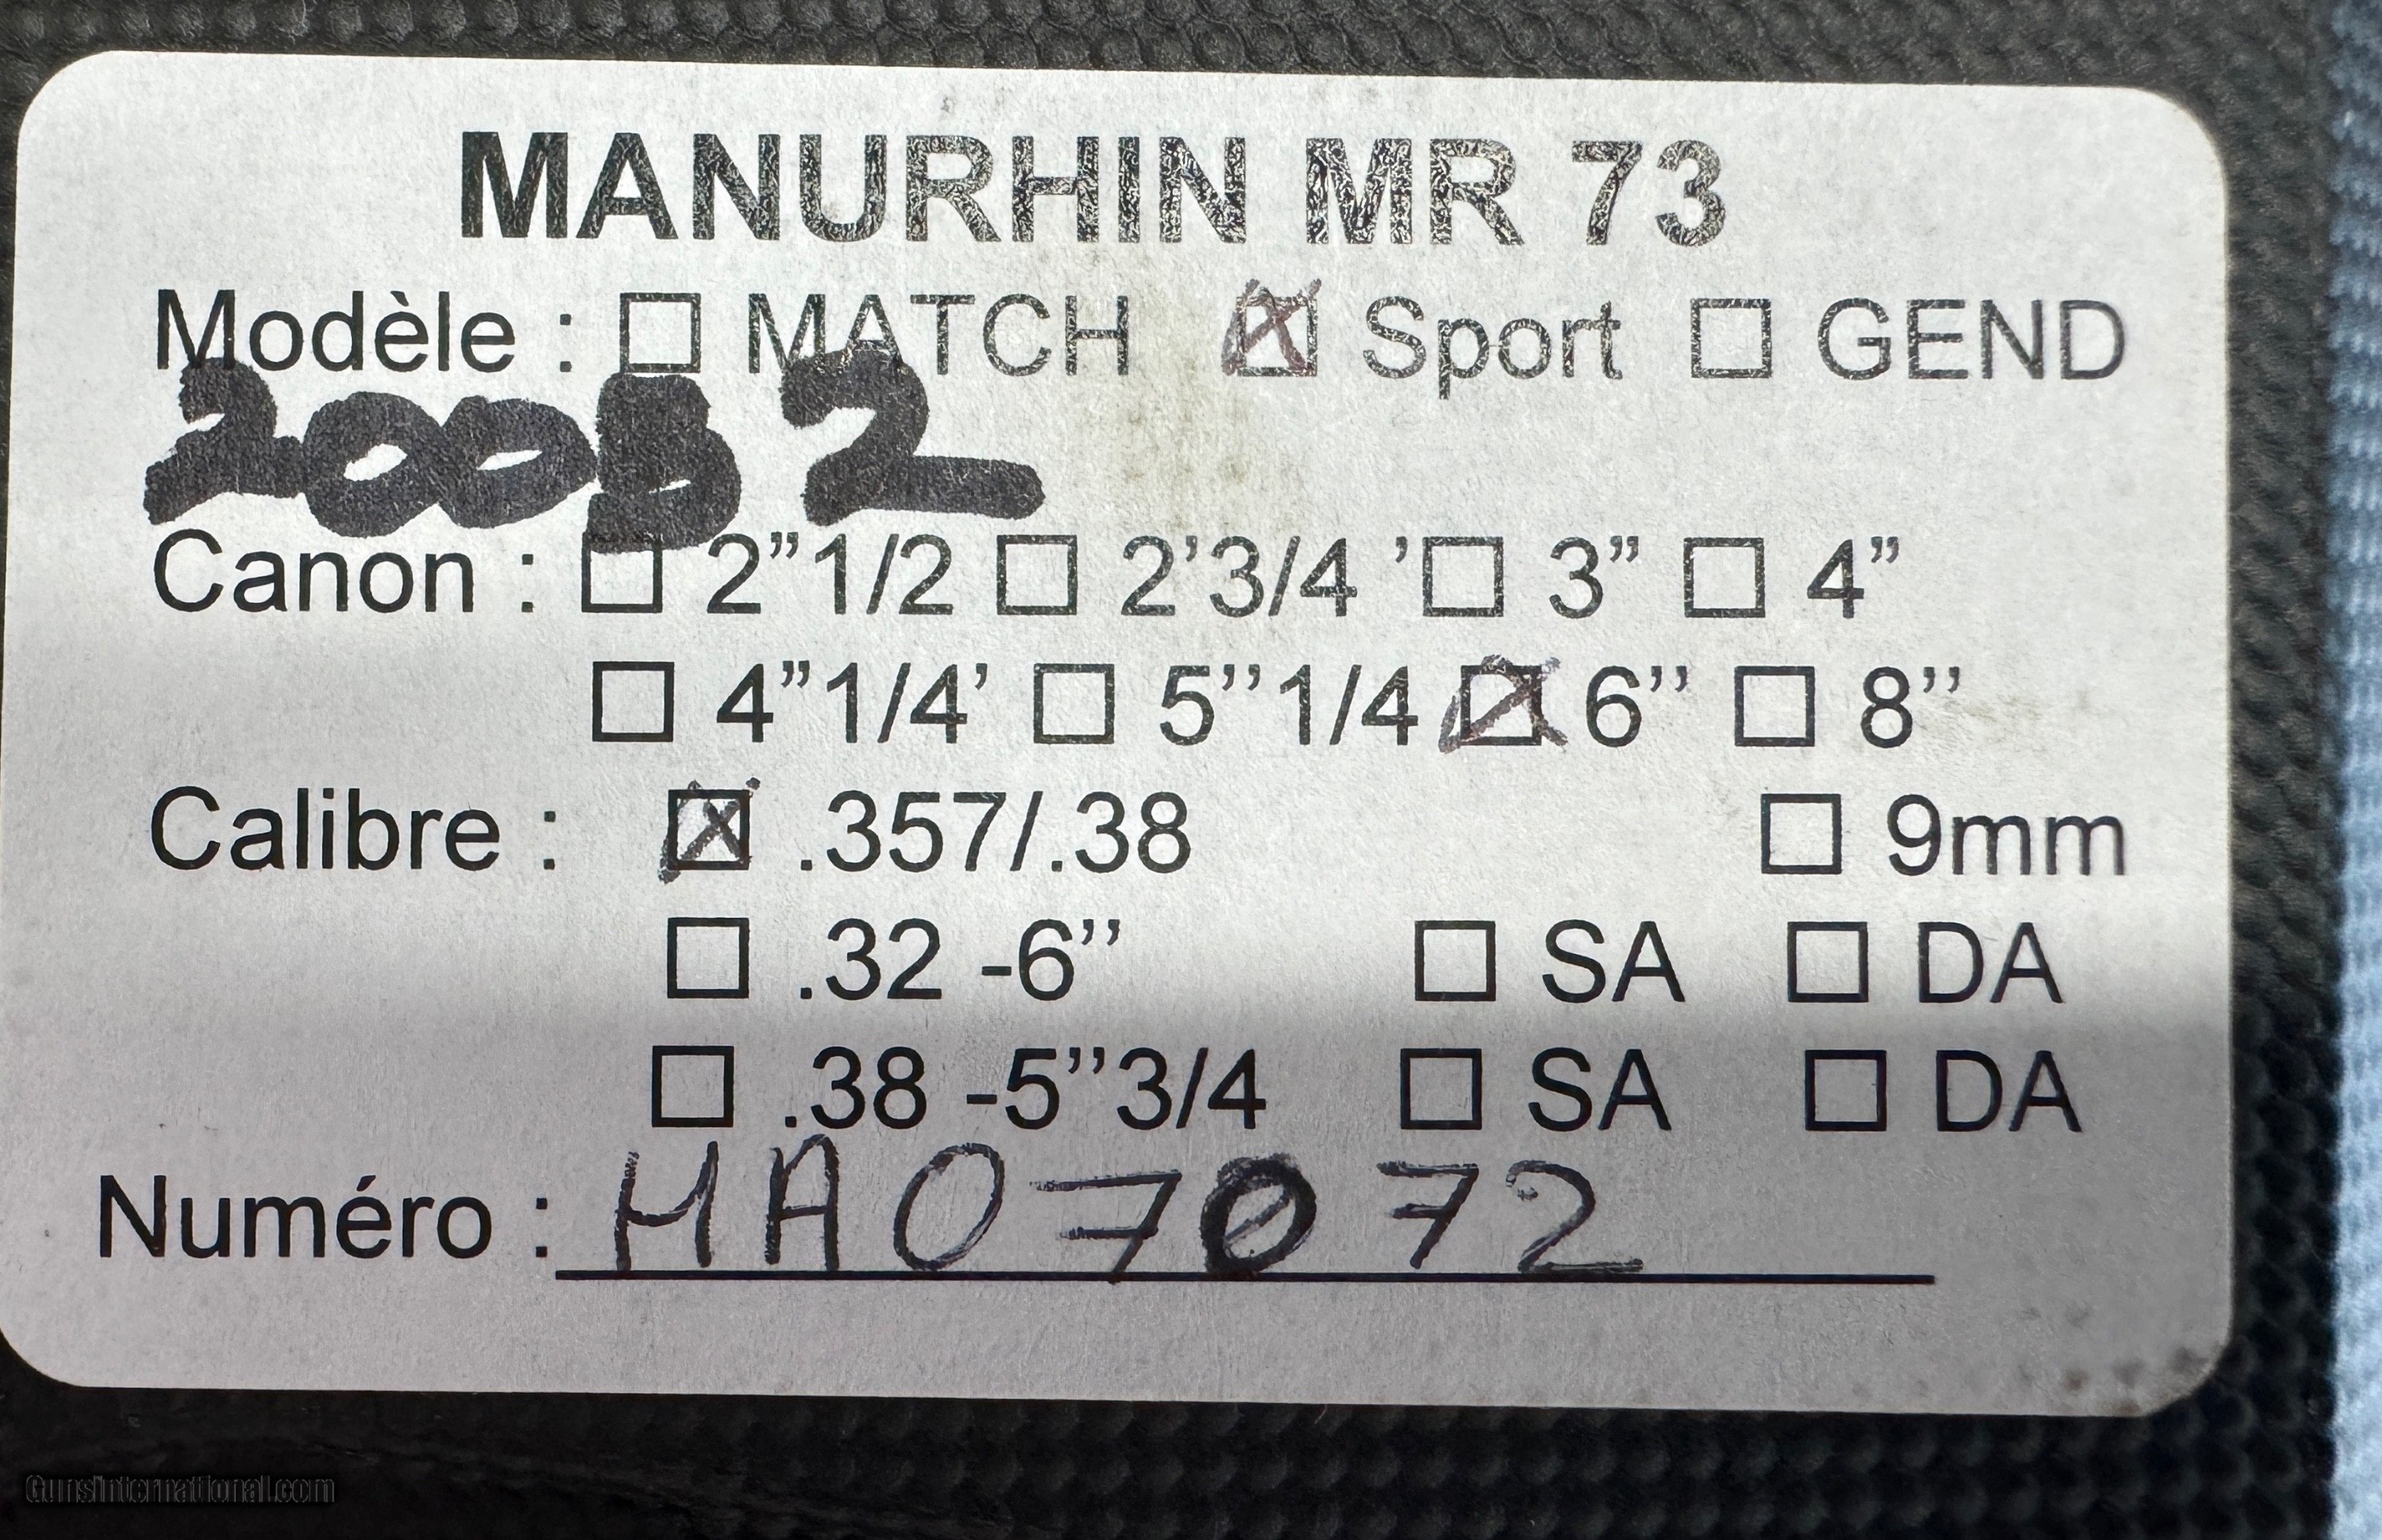 MANURHIN MR 73
Modèle : ☐ MATCH ☒ Sport ☐ GEND
20032
Canon : ☐ 2”1/2 ☐ 2’3/4 ’☐ 3” ☐ 4”
☐ 4”1/4’ ☐ 5’’1/4 ☒ 6’’ ☐ 8’’
Calibre : ☒ .357/.38 ☐ 9mm
☐ .32 -6’’ ☐ SA ☐ DA
☐ .38 -5’’3/4 ☐ SA ☐ DA
Numéro : MA07072
Gunsinternational.com